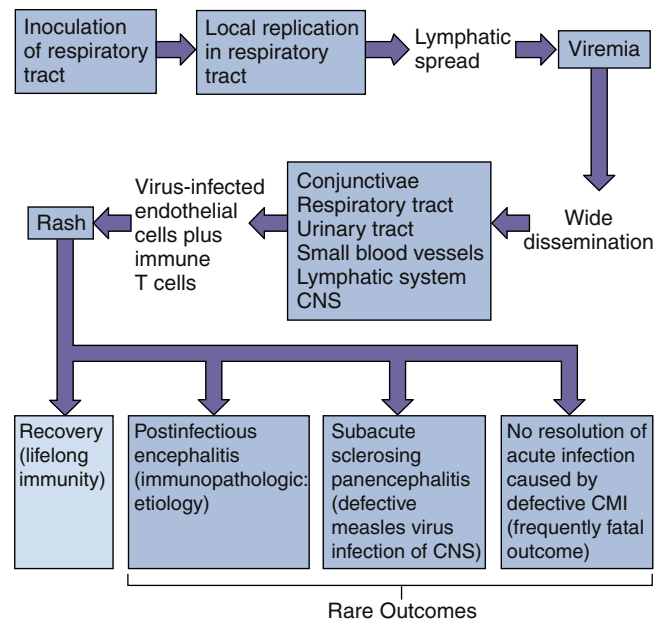 Inoculation
of respiratory
tract
Local replication
in respiratory
tract
Lymphatic
spread
Viremia
Wide
dissemination
Conjunctivae
Respiratory tract
Urinary tract
Small blood vessels
Lymphatic system
CNS
Virus-infected
endothelial
cells plus
immune
T cells
Rash
Recovery
(lifelong
immunity)
Postinfectious
encephalitis
(immunopathologic:
etiology)
Subacute
sclerosing
panencephalitis
(defective
measles virus
infection of CNS)
No resolution of
acute infection
caused by
defective CMI
(frequently fatal
outcome)
Rare Outcomes